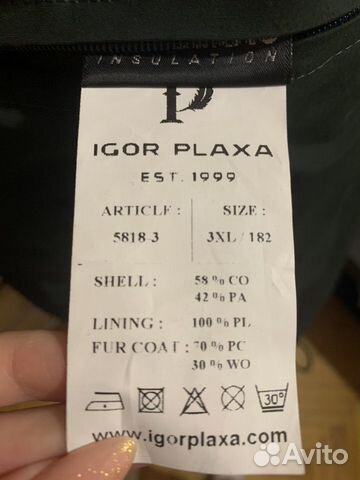 INSULATION
P
IGOR PLAXA
EST. 1999
ARTICLE : SIZE :
5818 3 3XL / 182
SHELL : 58 % CO
42 % PA
LINING : 100 % PL
FUR COAT : 70 % PC
30 % WO
30°
www.igorplaxa.com
Avito